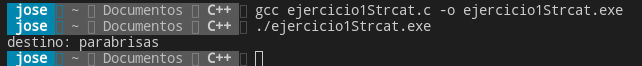 jose ~ Documentos C++ gcc ejercicio1Strcat.c -o ejercicio1Strcat.exe
jose ~ Documentos C++ ./ejercicio1Strcat.exe
destino: parabrisas
jose ~ Documentos C++